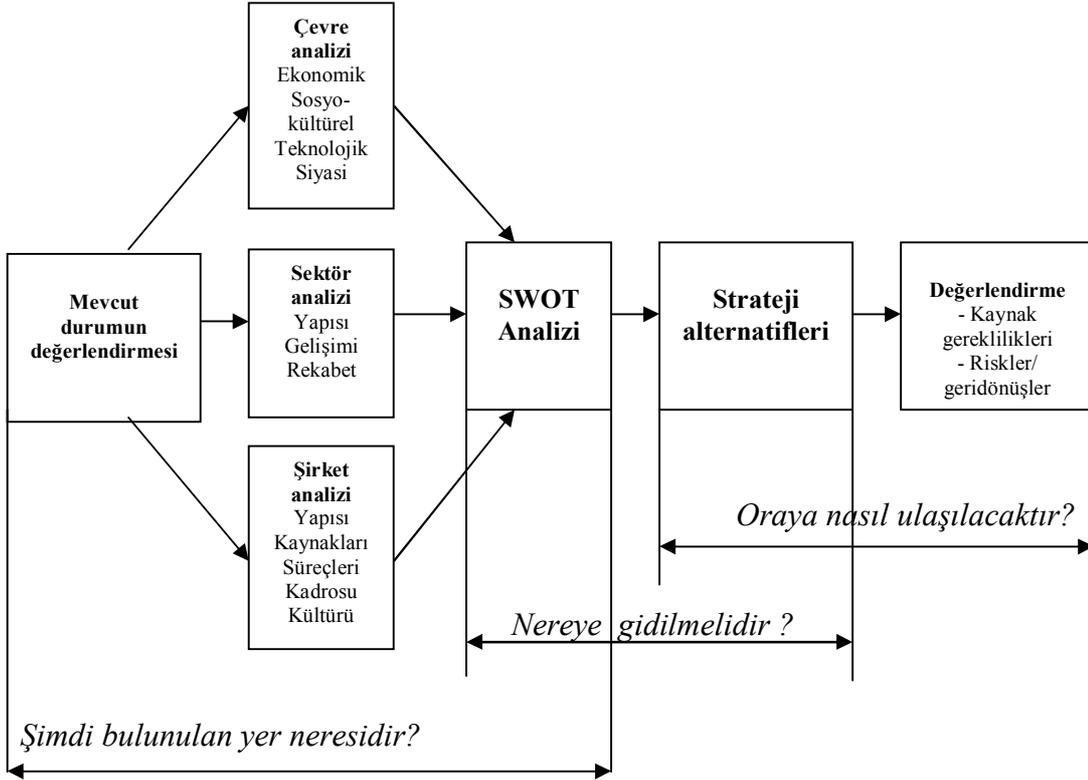 Çevre
analizi
Ekonomik
Sosyo-
kültürel
Teknolojik
Siyasi
Mevcut
durumun
değerlendirmesi
Sektör
analizi
Yapısı
Gelişimi
Rekabet
Şirket
analizi
Yapısı
Kaynakları
Süreçleri
Kadrosu
Kültürü
SWOT
Analizi
Strateji
alternatifleri
Değerlendirme
- Kaynak
gereklilikleri
- Riskler/
geridönüşler
Oraya nasıl ulaşılacaktır?
Nereye gidilmelidir ?
Şimdi bulunulan yer neresidir?